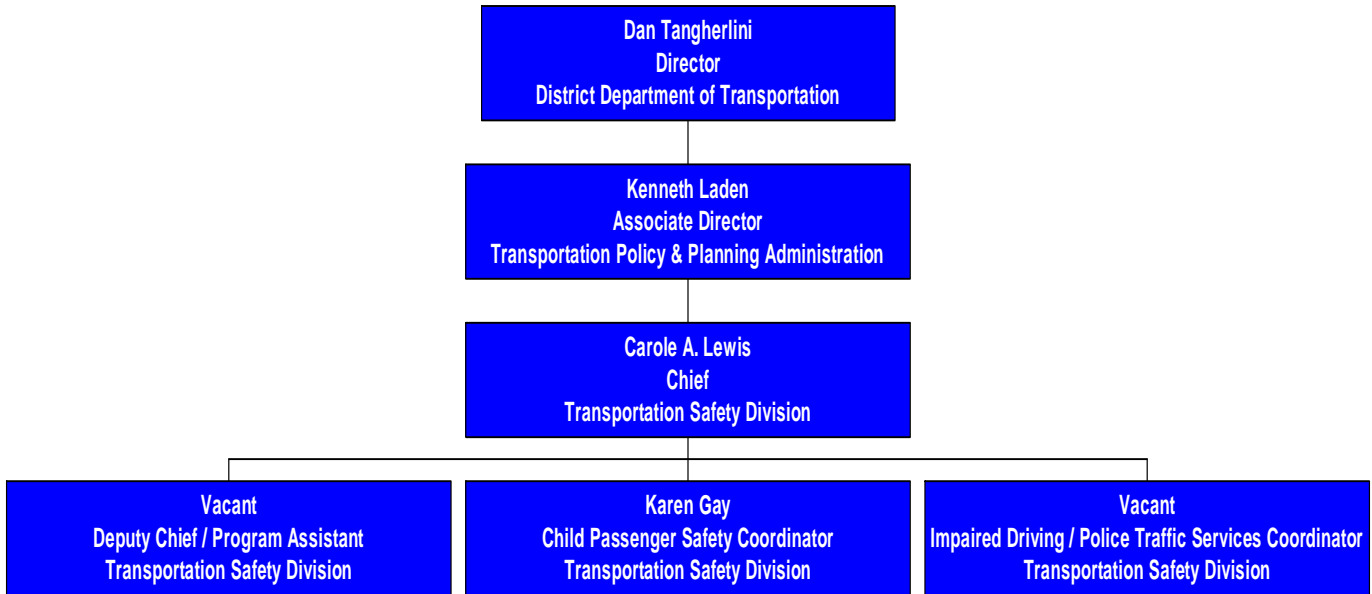 Dan Tangherlini
Director
District Department of Transportation
Kenneth Laden
Associate Director
Transportation Policy & Planning Administration
Carole A. Lewis
Chief
Transportation Safety Division
Vacant
Deputy Chief / Program Assistant
Transportation Safety Division
Karen Gay
Child Passenger Safety Coordinator
Transportation Safety Division
Vacant
Impaired Driving / Police Traffic Services Coordinator
Transportation Safety Division